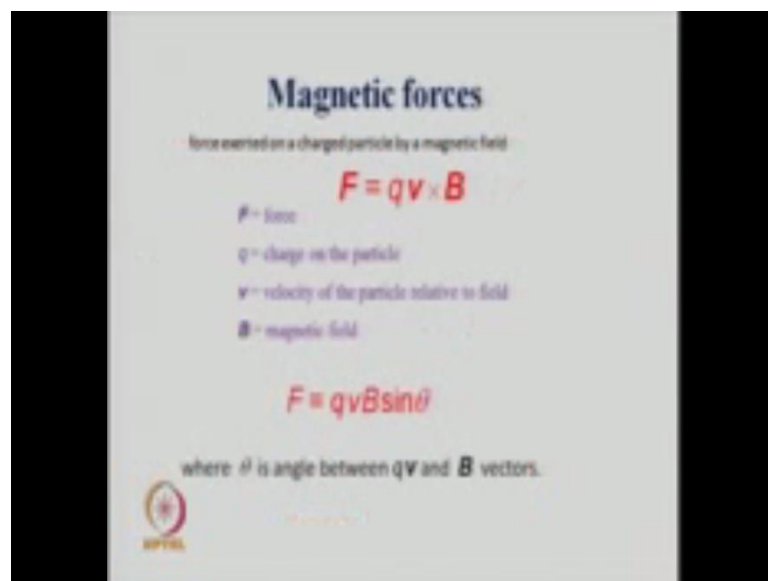 Magnetic forces
force exerted on a charged particle by a magnetic field
F = qv×B
F = force
q = charge on the particle
v = velocity of the particle relative to field
B = magnetic field
F = qvBsinθ
where θ is angle between qv and B vectors.
NPTEL